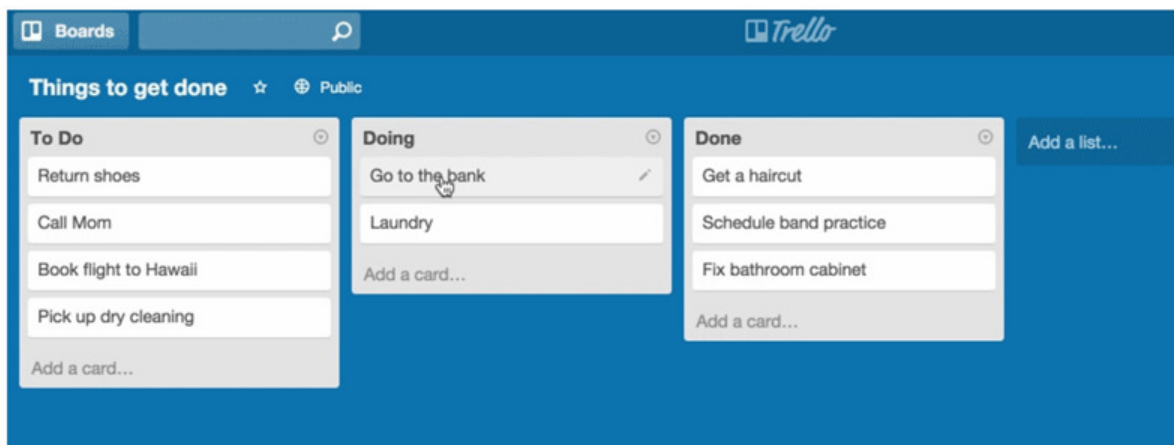 Boards
Trello
Things to get done
Public
To Do
Return shoes
Call Mom
Book flight to Hawaii
Pick up dry cleaning
Add a card...
Doing
Go to the bank
Laundry
Add a card...
Done
Get a haircut
Schedule band practice
Fix bathroom cabinet
Add a card...
Add a list...